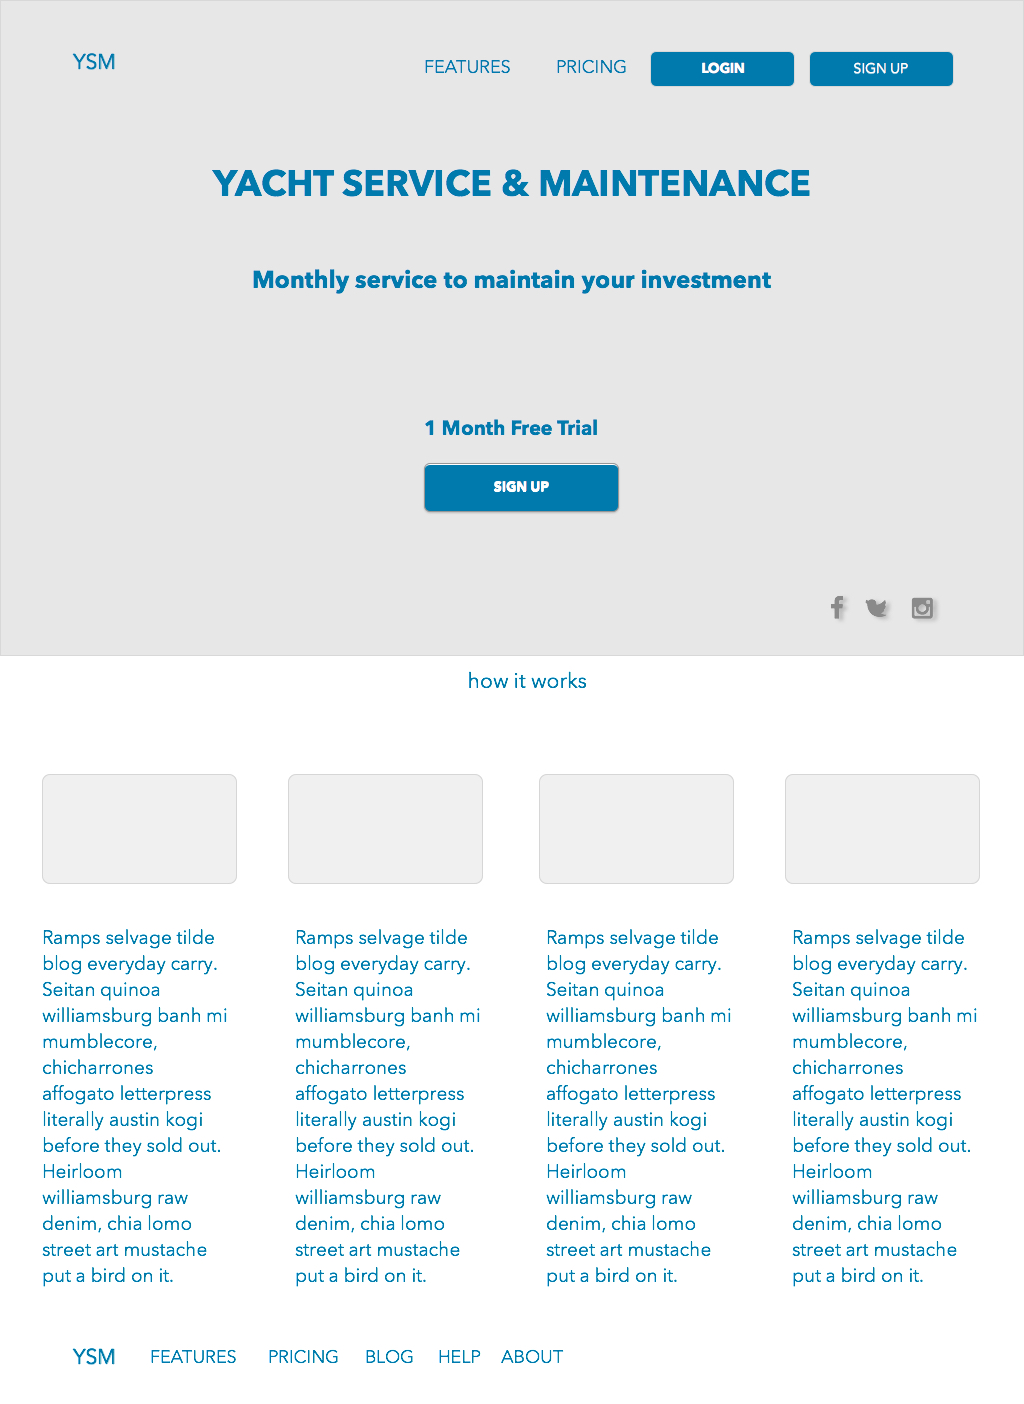 YSM
FEATURES
PRICING
LOGIN
SIGN UP
YACHT SERVICE & MAINTENANCE
Monthly service to maintain your investment
1 Month Free Trial
SIGN UP
how it works
Ramps selvage tilde
blog everyday carry.
Seitan quinoa
williamsburg banh mi
mumblecore,
chicharrones
affogato letterpress
literally austin kogi
before they sold out.
Heirloom
williamsburg raw
denim, chia lomo
street art mustache
put a bird on it.
Ramps selvage tilde
blog everyday carry.
Seitan quinoa
williamsburg banh mi
mumblecore,
chicharrones
affogato letterpress
literally austin kogi
before they sold out.
Heirloom
williamsburg raw
denim, chia lomo
street art mustache
put a bird on it.
Ramps selvage tilde
blog everyday carry.
Seitan quinoa
williamsburg banh mi
mumblecore,
chicharrones
affogato letterpress
literally austin kogi
before they sold out.
Heirloom
williamsburg raw
denim, chia lomo
street art mustache
put a bird on it.
Ramps selvage tilde
blog everyday carry.
Seitan quinoa
williamsburg banh mi
mumblecore,
chicharrones
affogato letterpress
literally austin kogi
before they sold out.
Heirloom
williamsburg raw
denim, chia lomo
street art mustache
put a bird on it.
YSM
FEATURES
PRICING
BLOG
HELP
ABOUT